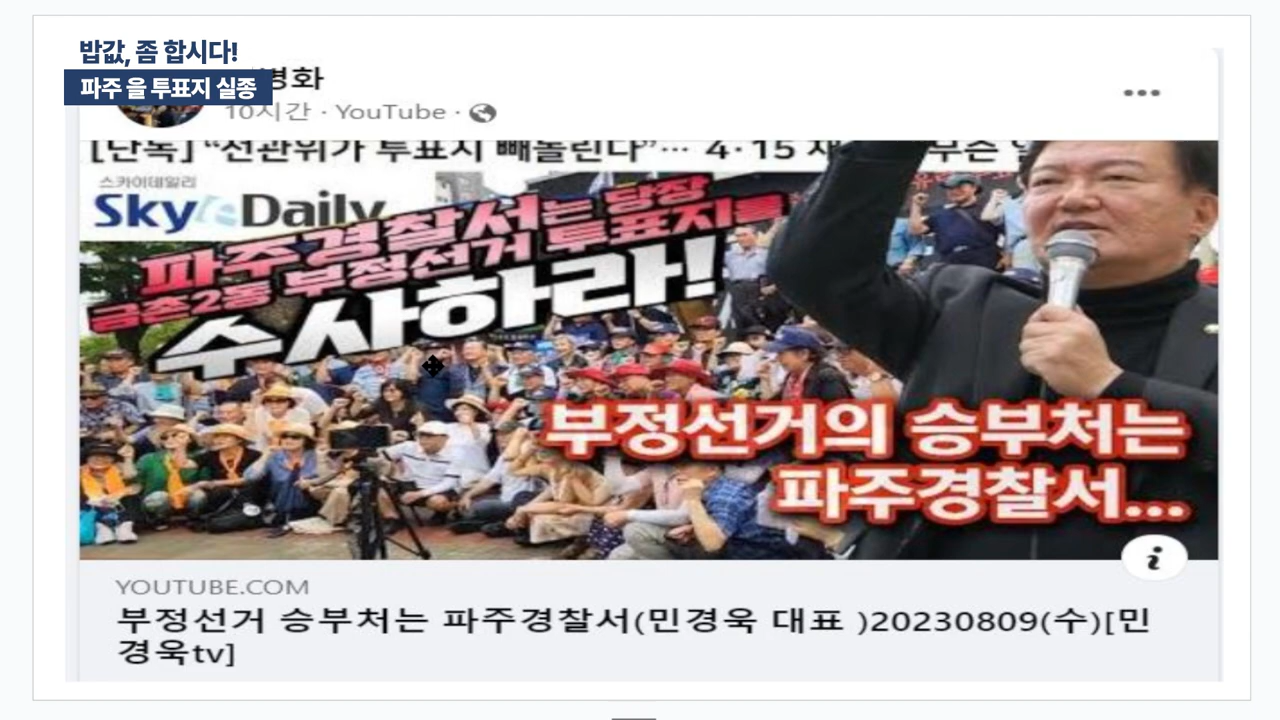 밥값, 좀 합시다!
파주 을 투표지 실종
병화
10시간 · YouTube ·
[단독] “선관위가 투표지 빼돌린다”… 4·15 재
스카이데일리
Sky Daily
파주경찰서는 당장
금촌2동 부정선거 투표지를
수사하라!
부정선거의 승부처는
파주경찰서...
YOUTUBE.COM
부정선거 승부처는 파주경찰서(민경욱 대표 )20230809(수)[민
경욱tv]